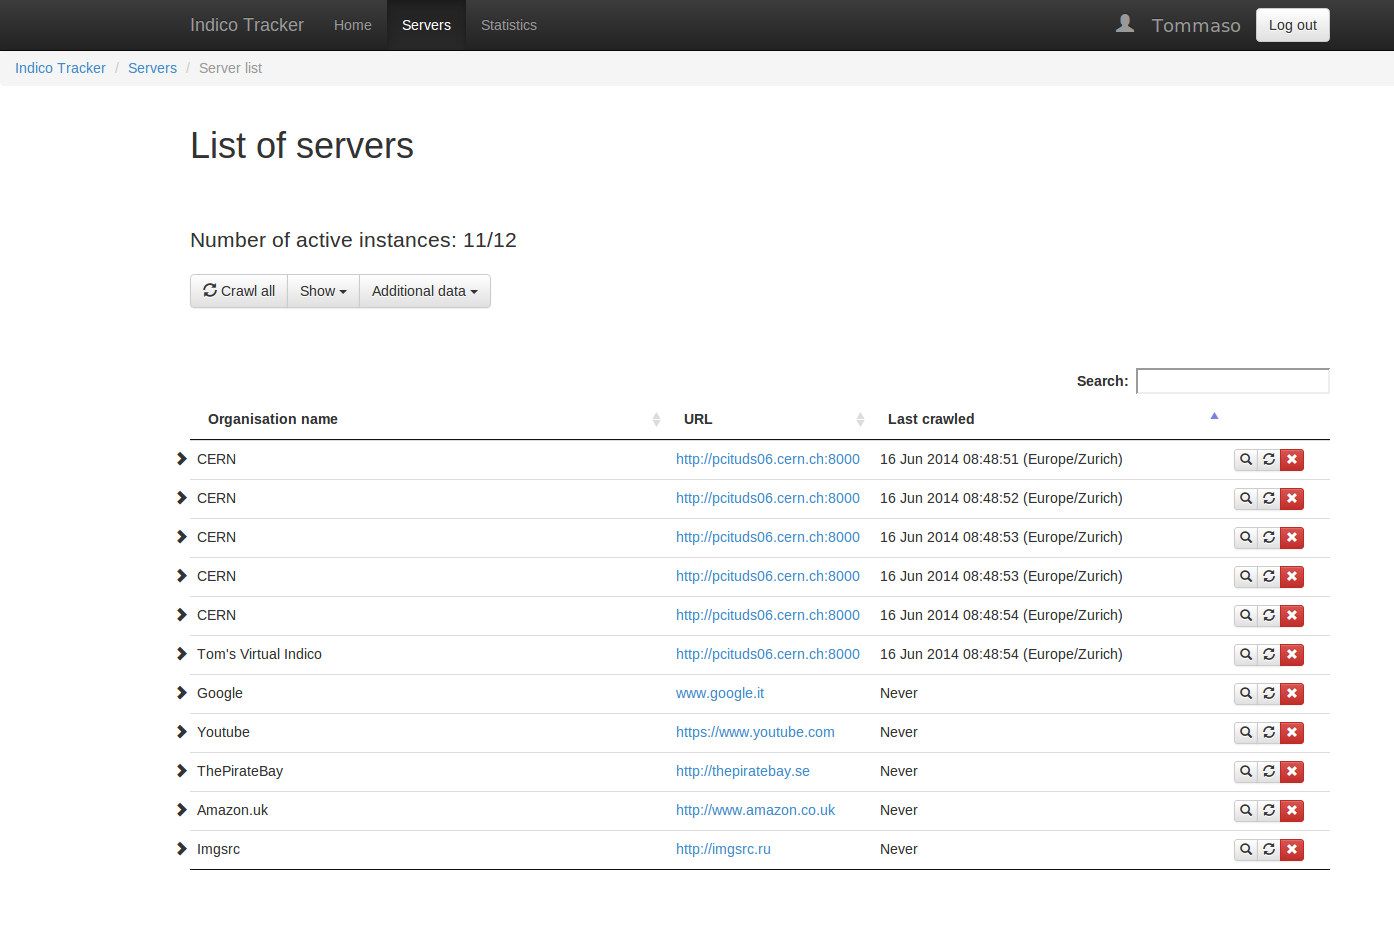 Indico Tracker Home Servers Statistics Tommaso Log out
Indico Tracker / Servers / Server list
List of servers
Number of active instances: 11/12
Crawl all Show Additional data
Search:
Organisation name URL Last crawled
CERN http://pcituds06.cern.ch:8000 16 Jun 2014 08:48:51 (Europe/Zurich)
CERN http://pcituds06.cern.ch:8000 16 Jun 2014 08:48:52 (Europe/Zurich)
CERN http://pcituds06.cern.ch:8000 16 Jun 2014 08:48:53 (Europe/Zurich)
CERN http://pcituds06.cern.ch:8000 16 Jun 2014 08:48:53 (Europe/Zurich)
CERN http://pcituds06.cern.ch:8000 16 Jun 2014 08:48:54 (Europe/Zurich)
Tom's Virtual Indico http://pcituds06.cern.ch:8000 16 Jun 2014 08:48:54 (Europe/Zurich)
Google www.google.it Never
Youtube https://www.youtube.com Never
ThePirateBay http://thepiratebay.se Never
Amazon.uk http://www.amazon.co.uk Never
Imgsrc http://imgsrc.ru Never